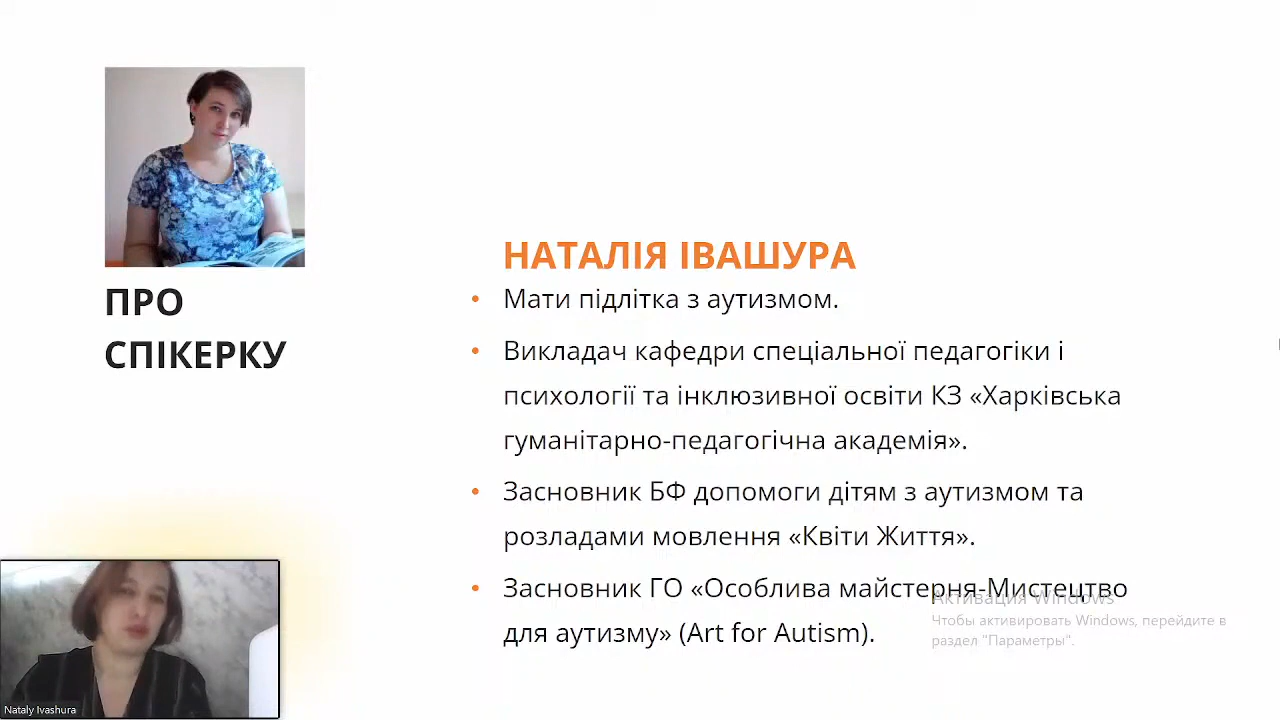 ПРО
СПІКЕРКУ
НАТАЛІЯ ІВАШУРА
• Мати підлітка з аутизмом.
• Викладач кафедри спеціальної педагогіки і
психології та інклюзивної освіти КЗ «Харківська
гуманітарно-педагогічна академія».
• Засновник БФ допомоги дітям з аутизмом та
розладами мовлення «Квіти Життя».
• Засновник ГО «Особлива майстерня-Мистецтво
для аутизму» (Art for Autism).
Активация Windows
Чтобы активировать Windows, перейдите в
раздел "Параметры".
Nataly Ivashura